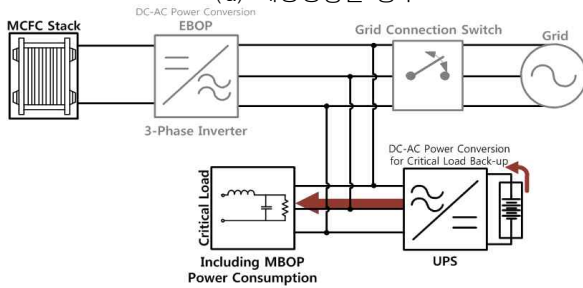 (a)
DC-AC Power Conversion
MCFC Stack
EBOP
Grid Connection Switch
Grid
3-Phase Inverter
DC-AC Power Conversion
for Critical Load Back-up
Critical Load
Including MBOP
Power Consumption
UPS